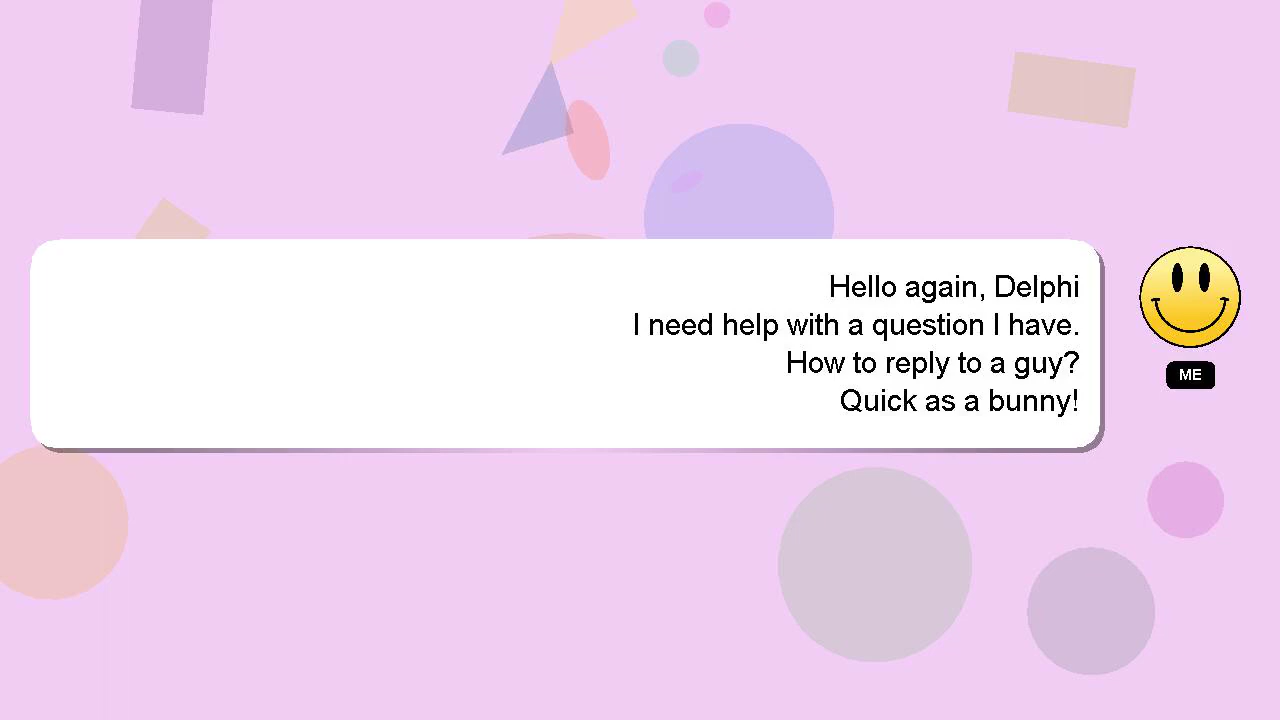 Hello again, Delphi
I need help with a question I have.
How to reply to a guy?
Quick as a bunny!
ME